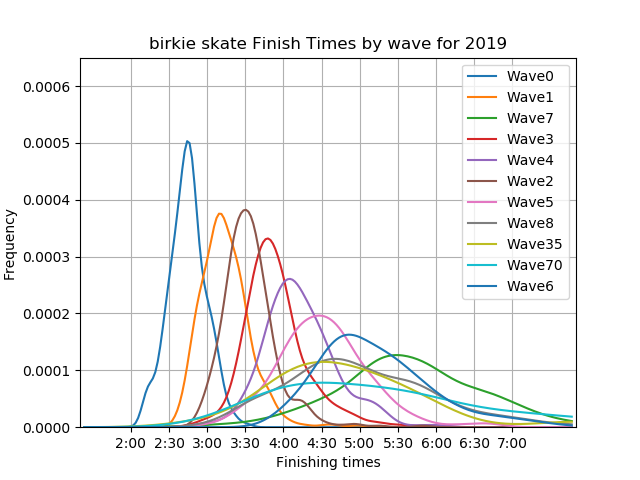 birkie skate Finish Times by wave for 2019
0.0006
0.0005
0.0004
0.0003
0.0002
0.0001
0.0000
Frequency
Wave0
Wave1
Wave7
Wave3
Wave4
Wave2
Wave5
Wave8
Wave35
Wave70
Wave6
2:00 2:30 3:00 3:30 4:00 4:30 5:00 5:30 6:00 6:30 7:00
Finishing times